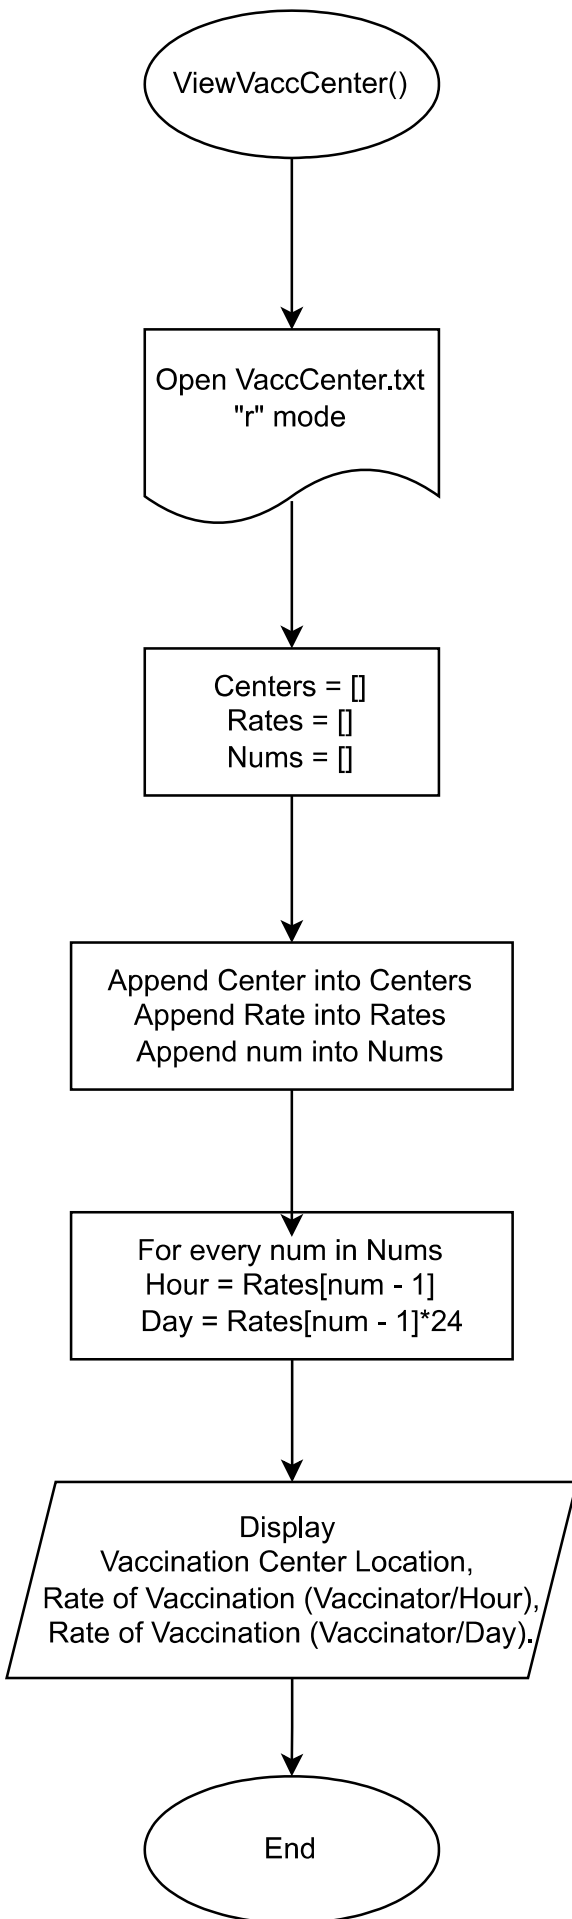 ViewVaccCenter()
Open VaccCenter.txt
"r" mode
Centers = []
Rates = []
Nums = []
Append Center into Centers
Append Rate into Rates
Append num into Nums
For every num in Nums
Hour = Rates[num - 1]
Day = Rates[num - 1]*24
Display
Vaccination Center Location,
Rate of Vaccination (Vaccinator/Hour),
Rate of Vaccination (Vaccinator/Day).
End